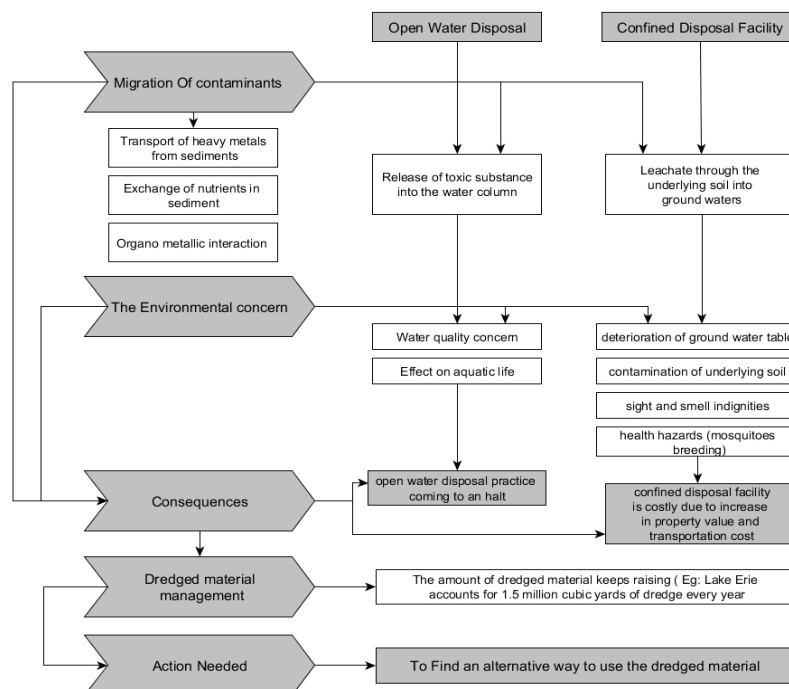 Open Water Disposal
Confined Disposal Facility
Migration Of contaminants
Transport of heavy metals
from sediments
Exchange of nutrients in
sediment
Organo metallic interaction
Release of toxic substance
into the water column
Leachate through the
underlying soil into
ground waters
The Environmental concern
Water quality concern
Effect on aquatic life
deterioration of ground water table
contamination of underlying soil
sight and smell indignities
health hazards (mosquitoes
breeding)
Consequences
open water disposal practice
coming to an halt
confined disposal facility
is costly due to increase
in property value and
transportation cost
Dredged material
management
The amount of dredged material keeps raising ( Eg: Lake Erie
accounts for 1.5 million cubic yards of dredge every year
Action Needed
To Find an alternative way to use the dredged material